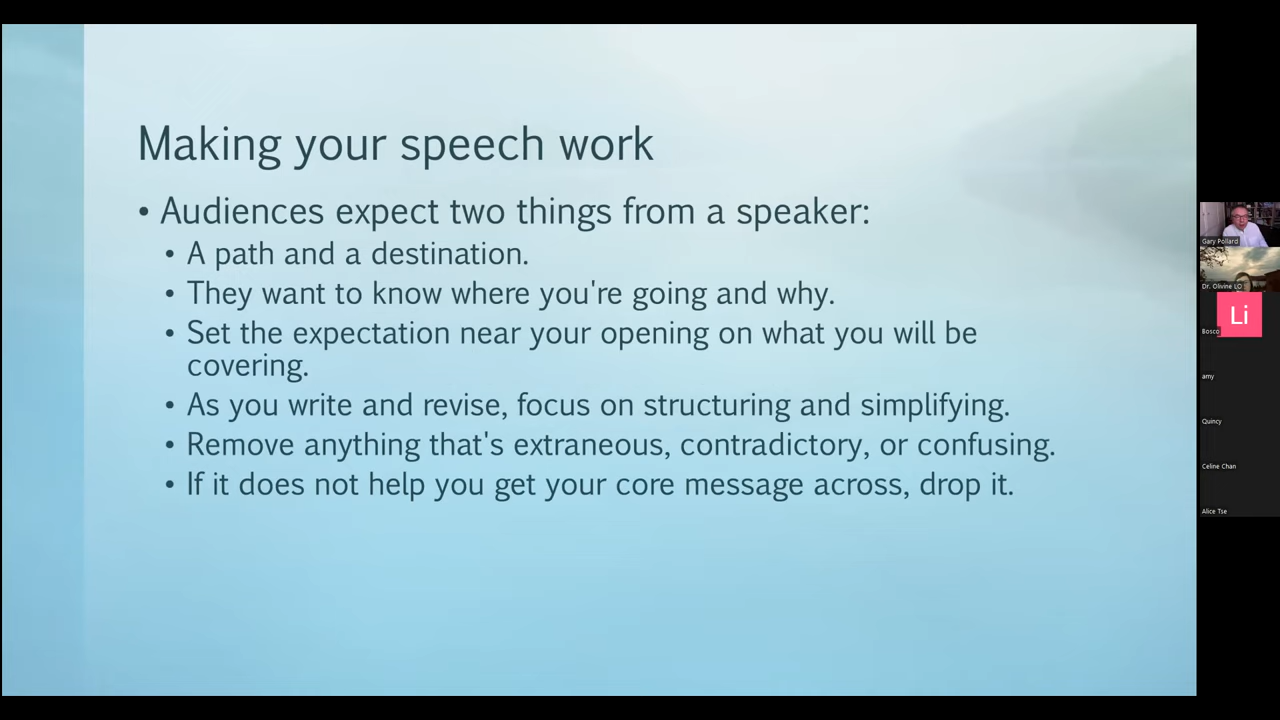 Making your speech work
• Audiences expect two things from a speaker:
• A path and a destination.
• They want to know where you're going and why.
• Set the expectation near your opening on what you will be
covering.
• As you write and revise, focus on structuring and simplifying.
• Remove anything that's extraneous, contradictory, or confusing.
• If it does not help you get your core message across, drop it.
Gary Pollard
Dr. Olivine LO
Li
Bosco
amy
Quincy
Celine Chan
Alice Tse